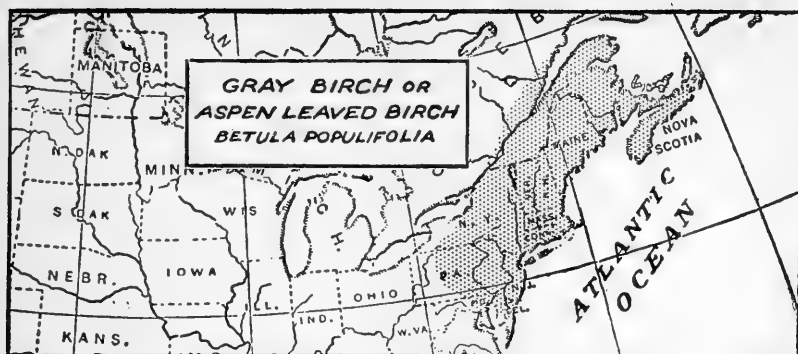 GRAY BIRCH OR
ASPEN LEAVED BIRCH
BETULA POPULIFOLIA
MANITOBA
N. DAK
MINN.
S. DAK
WIS
NEBR.
IOWA
KANS.
ILL.
IND.
OHIO
W.VA
PA.
N. Y.
MAINE
NOVA
SCOTIA
ATLANTIC
OCEAN